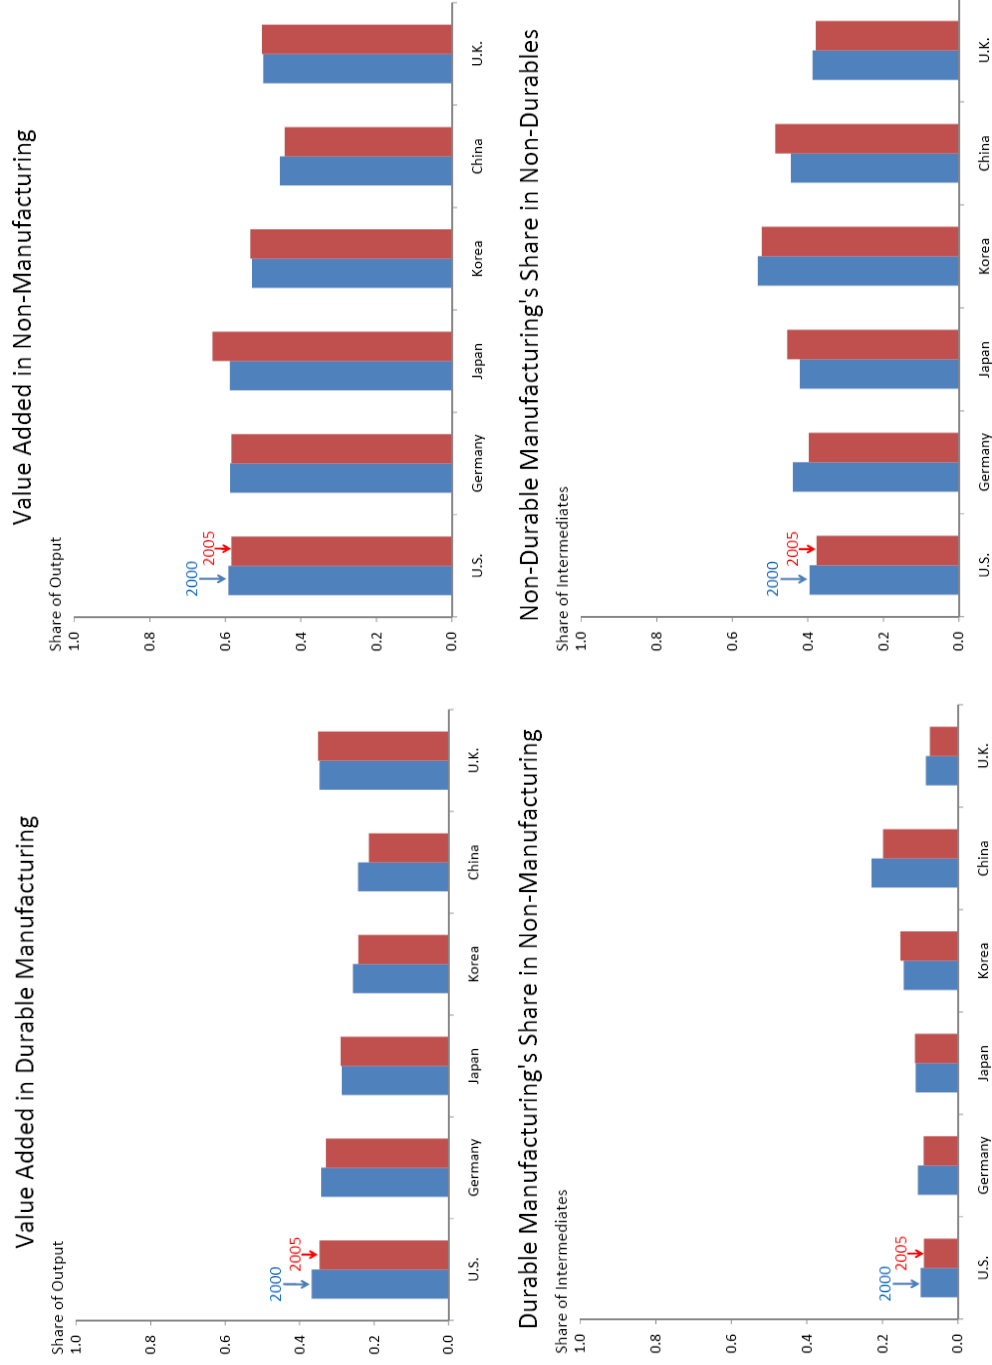 Value Added in Durable Manufacturing
Share of Output
1.0
0.8
0.6
0.4
0.2
0.0
2000
2005
U.S.
Germany
Japan
Korea
China
U.K.
Value Added in Non-Manufacturing
Share of Output
1.0
0.8
0.6
0.4
0.2
0.0
2000
2005
U.S.
Germany
Japan
Korea
China
U.K.
Durable Manufacturing's Share in Non-Manufacturing
Share of Intermediates
1.0
0.8
0.6
0.4
0.2
0.0
2000
2005
U.S.
Germany
Japan
Korea
China
U.K.
Non-Durable Manufacturing's Share in Non-Durables
Share of Intermediates
1.0
0.8
0.6
0.4
0.2
0.0
2000
2005
U.S.
Germany
Japan
Korea
China
U.K.